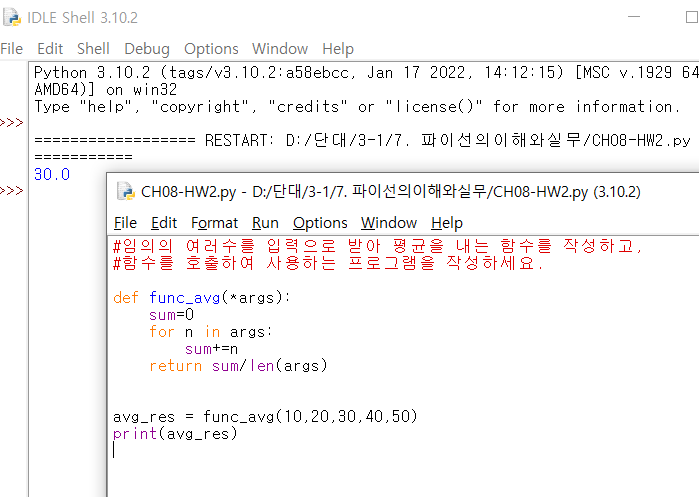 IDLE Shell 3.10.2
File Edit Shell Debug Options Window Help
Python 3.10.2 (tags/v3.10.2:a58ebcc, Jan 17 2022, 14:12:15) [MSC v.1929 64
AMD64)] on win32
Type "help", "copyright", "credits" or "license()" for more information.
>>>
================== RESTART: D:/단대/3-1/7. 파이선의이해와실무/CH08-HW2.py
===========
30.0
>>>
CH08-HW2.py - D:/단대/3-1/7. 파이선의이해와실무/CH08-HW2.py (3.10.2)
File Edit Format Run Options Window Help
#임의의 여러수를 입력으로 받아 평균을 내는 함수를 작성하고,
#함수를 호출하여 사용하는 프로그램을 작성하세요.
def func_avg(*args):
    sum=0
    for n in args:
        sum+=n
    return sum/len(args)
avg_res = func_avg(10,20,30,40,50)
print(avg_res)